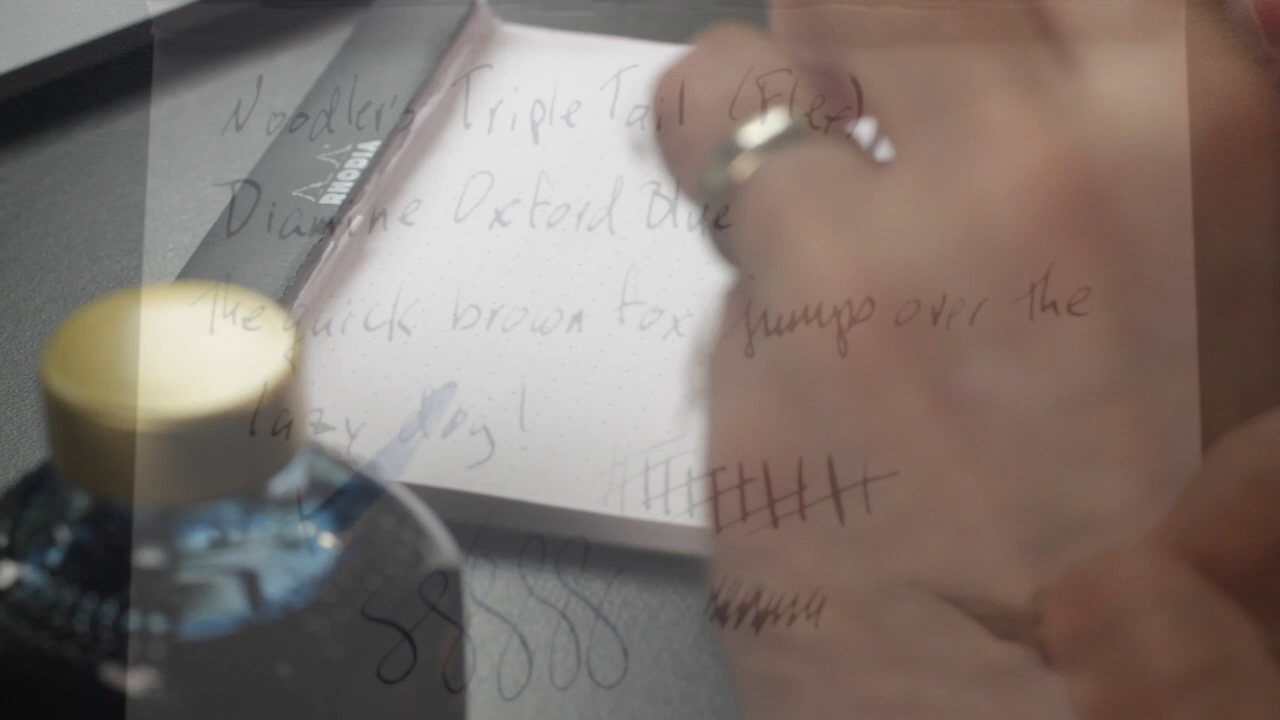 Noodler's Triple Tail (Flex)
RHODIA
Diamine Oxford Blue
The quick brown fox jumps over the
lazy dog!